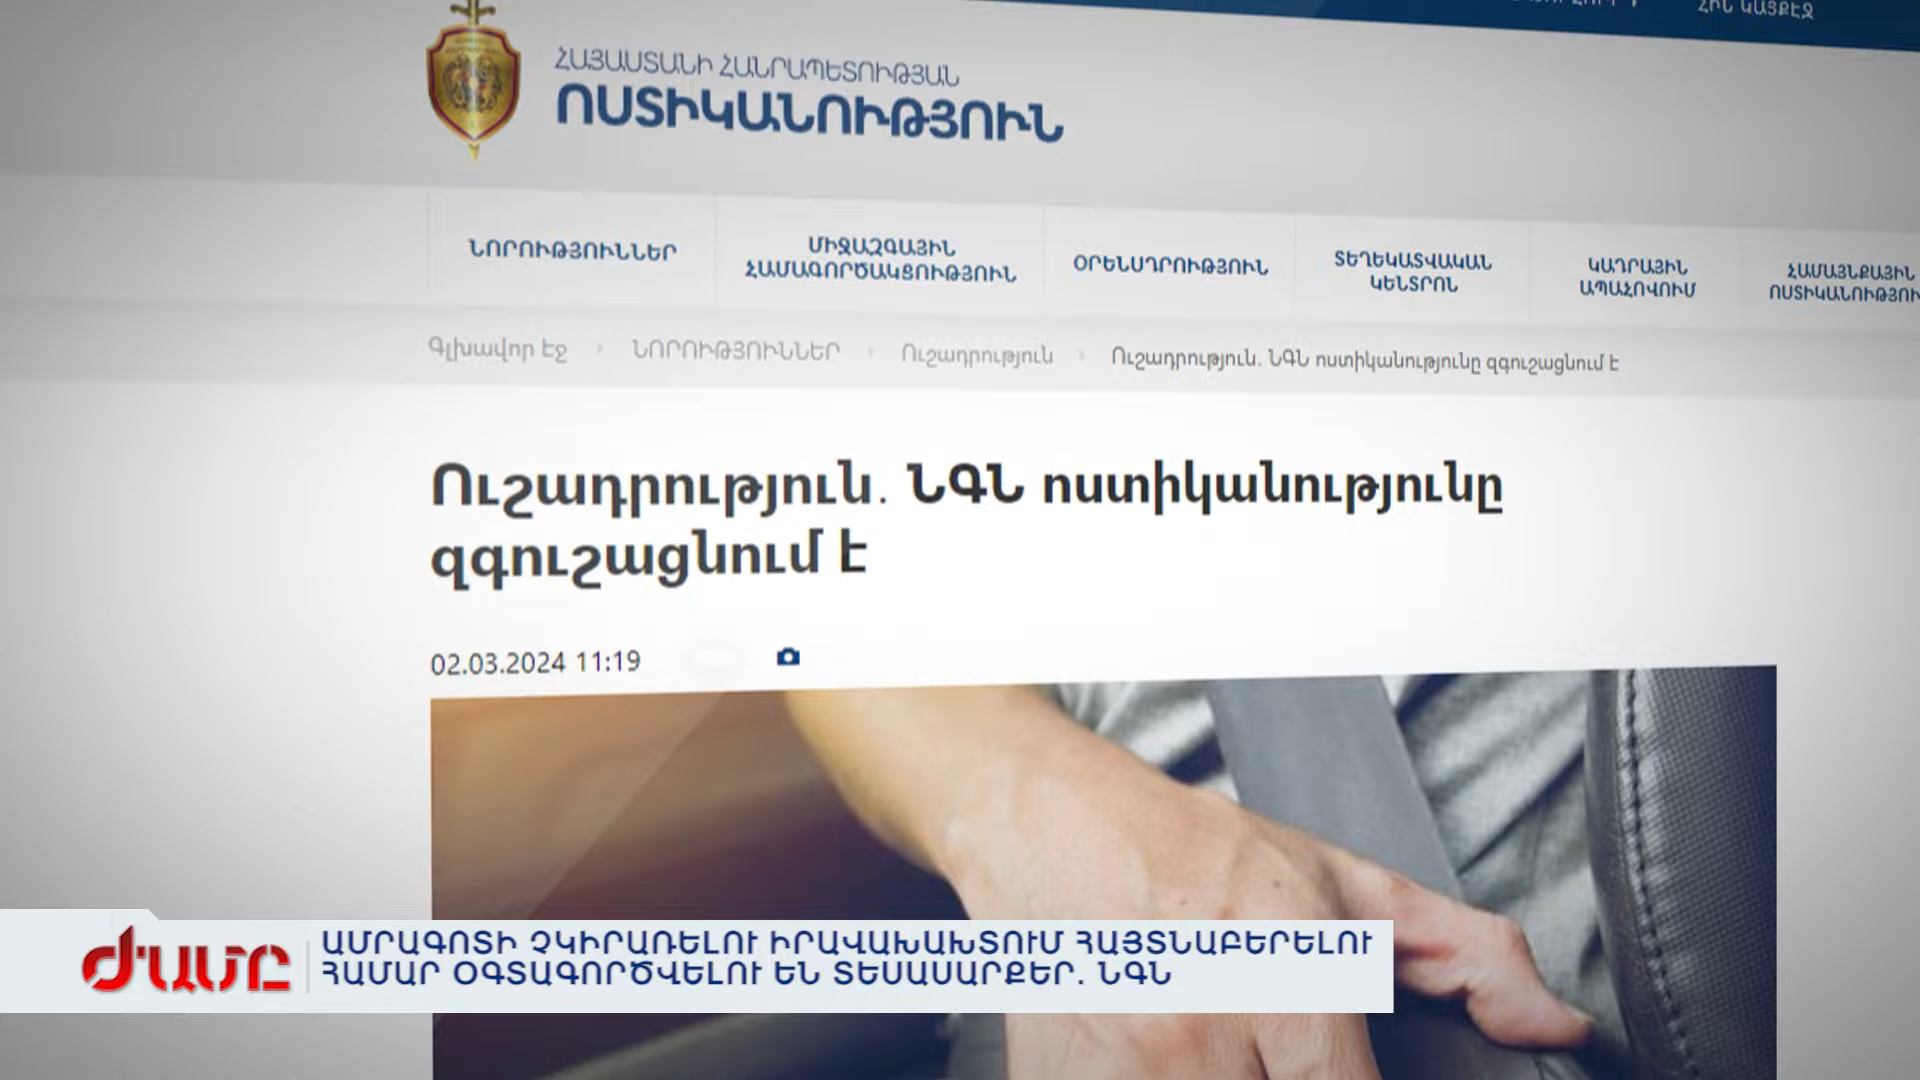 ՀԻՆ ԿԱՅՔԷՋ
ՀԱՅԱՍՏԱՆԻ ՀԱՆՐԱՊԵՏՈՒԹՅԱՆ
ՈՍՏԻԿԱՆՈՒԹՅՈՒՆ
ՆՈՐՈՒԹՅՈՒՆՆԵՐ
ՄԻՋԱԶԳԱՅԻՆ
ՀԱՄԱԳՈՐԾԱԿՑՈՒԹՅՈՒՆ
ՕՐԵՆՍԴՐՈՒԹՅՈՒՆ
ՏԵՂԵԿԱՏՎԱԿԱՆ
ԿԵՆՏՐՈՆ
ԿԱԴՐԱՅԻՆ
ԱՊԱՀՈՎՈՒՄ
ՀԱՄԱՅՆՔԱՅԻՆ
ՈՍՏԻԿԱՆՈՒԹՅՈՒ
Գլխավոր էջ ՆՈՐՈՒԹՅՈՒՆՆԵՐ Ուշադրություն Ուշադրություն. ՆԳՆ ոստիկանությունը զգուշացնում է
Ուշադրություն. ՆԳՆ ոստիկանությունը
զգուշացնում է
02.03.2024 11:19
ԺԱՄԸ
ԱՄՐԱԳՈՏԻ ՉԿԻՐԱՌԵԼՈՒ ԻՐԱՎԱԽԱԽՏՈՒՄ ՀԱՅՏՆԱԲԵՐԵԼՈՒ
ՀԱՄԱՐ ՕԳՏԱԳՈՐԾՎԵԼՈՒ ԵՆ ՏԵՍԱՍԱՐՔԵՐ. ՆԳՆ